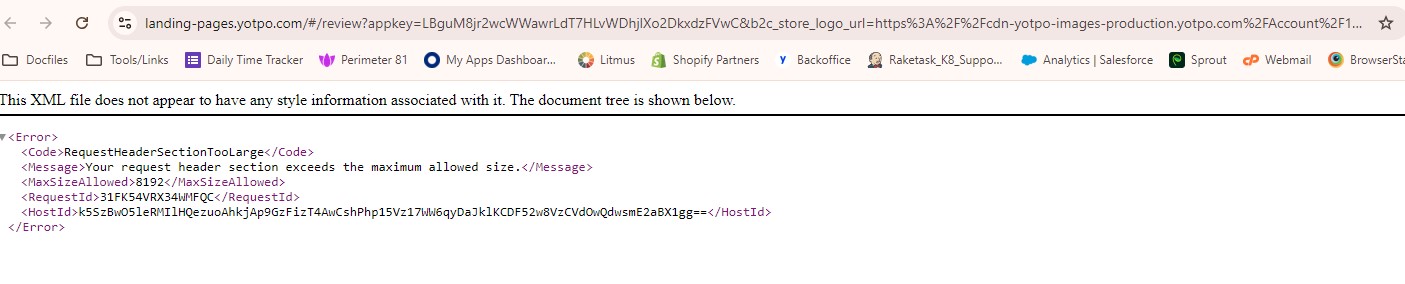 landing-pages.yotpo.com/#/review?appkey=LBguM8jr2wcWWawrLdT7HLvWDhjlXo2DkxdzFVwC&b2c_store_logo_url=https%3A%2F%2Fcdn-yotpo-images-production.yotpo.com%2FAccount%2F1...
Docfiles Tools/Links Daily Time Tracker Perimeter 81 My Apps Dashboar... Litmus Shopify Partners Backoffice Raketask_K8_Suppo... Analytics | Salesforce Sprout Webmail BrowserSta
This XML file does not appear to have any style information associated with it. The document tree is shown below.
<Error>
<Code>RequestHeaderSectionTooLarge</Code>
<Message>Your request header section exceeds the maximum allowed size.</Message>
<MaxSizeAllowed>8192</MaxSizeAllowed>
<RequestId>31FK54VRX34WMFQC</RequestId>
<HostId>k5SzBwO5leRMIlHQezuoAhkjAp9GzFizT4AwCshPhp15Vz17WW6qyDaJklKCDF52w8VzCVdOwQdwsmE2aBX1gg==</HostId>
</Error>